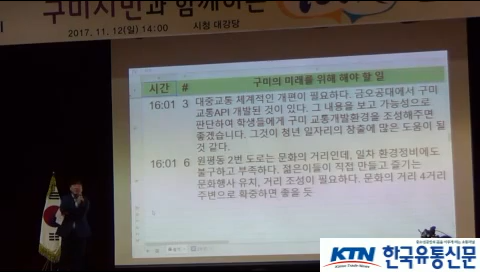 구미시민과 함께하는
2017. 11. 12(일) 14:00 시청 대강당
시간 # 구미의 미래를 위해 해야 할 일
16:01 3 대중교통 체계적인 개편이 필요하다. 금오공대에서 구미
교통API 개발된 것이 있다. 그 내용을 보고 가능성으로
판단하여 학생들에게 구미 교통개발환경을 조성해주면
좋겠습니다. 그것이 청년 일자리의 창출에 많은 도움이 될
것 같다.
16:01 6 원평동 2번 도로는 문화의 거리인데, 일차 환경정비에도
불구하고 부족하다. 젊은이들이 직접 만들고 즐기는
문화행사 유치, 거리 조성이 필요하다. 문화의 거리 4거리
주변으로 확충하면 좋을 듯
KTN 한국유통신문